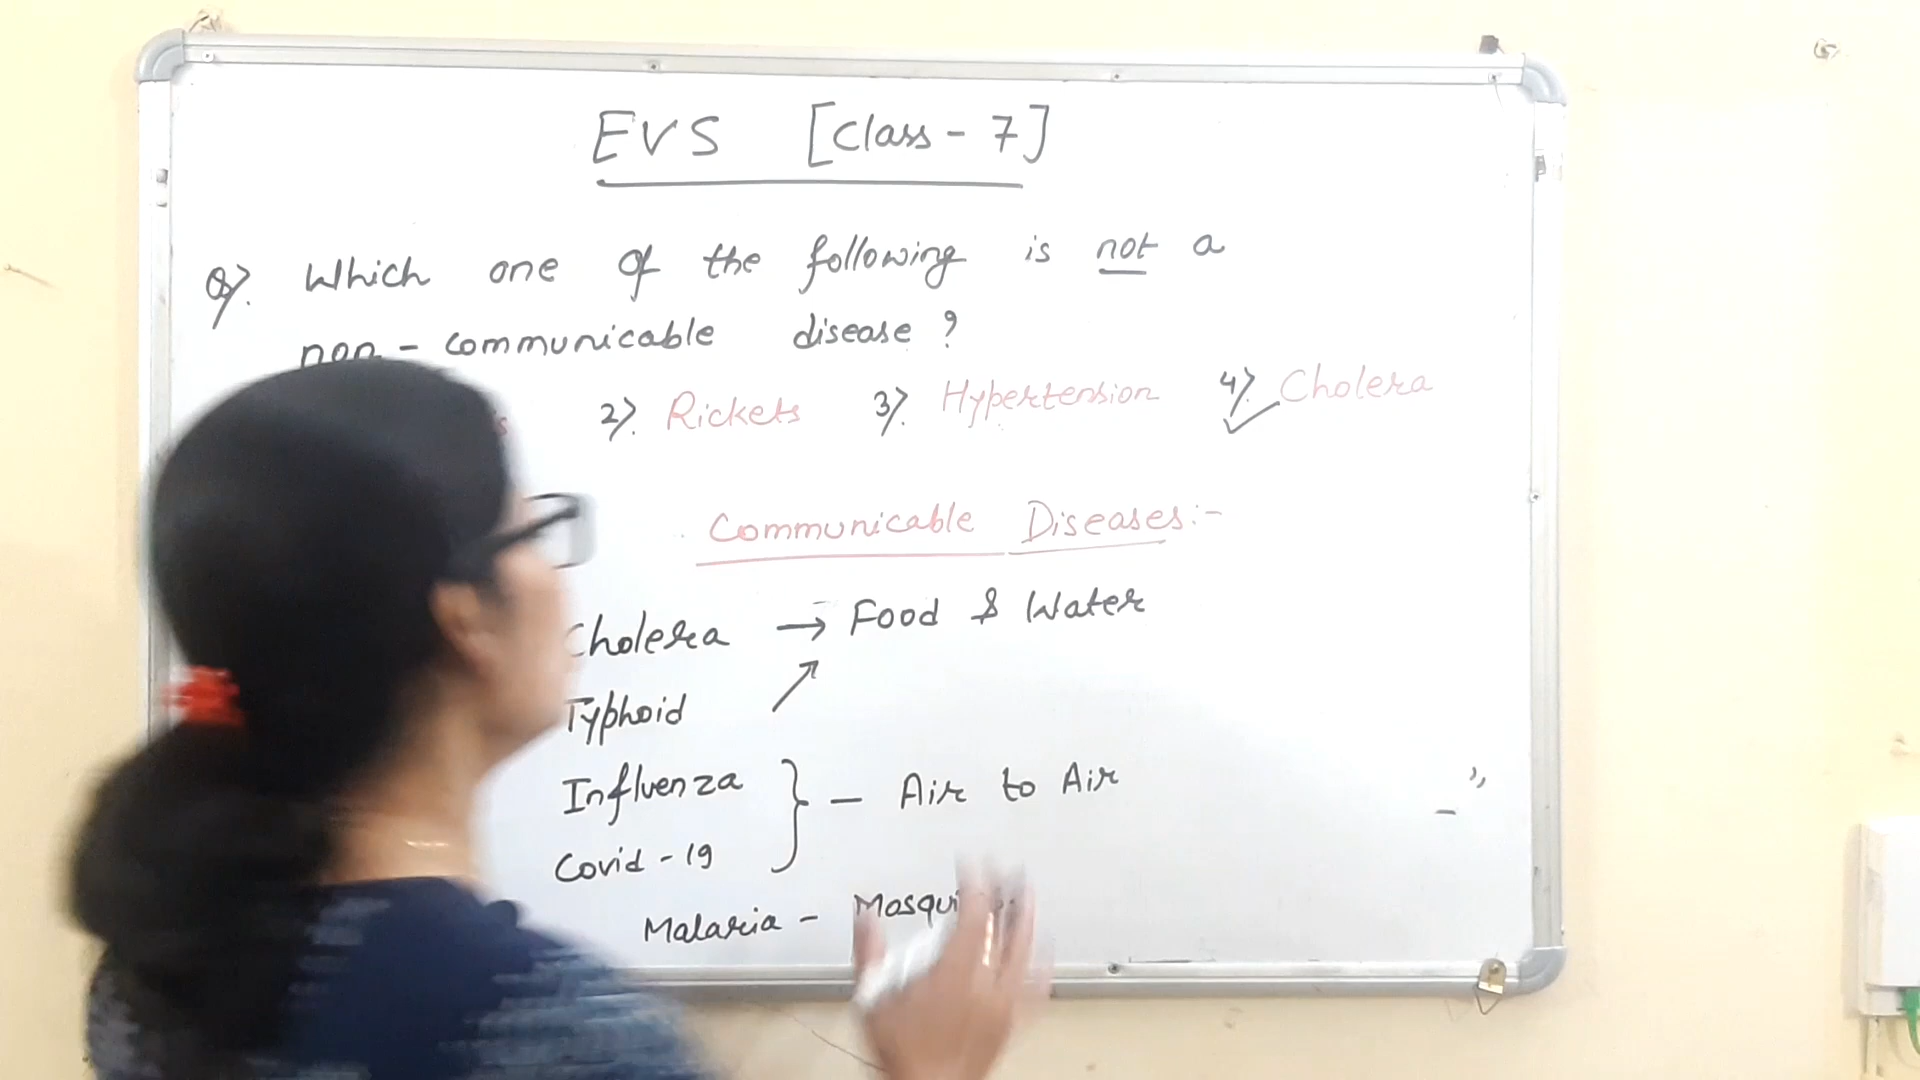 EVS [Class - 7]
Q). Which one of the following is not a
non - communicable disease ?
2). Rickets 3). Hypertension 4). Cholera
Communicable Diseases :-
Cholera → Food & Water
Typhoid ↗
Influenza } - Air to Air
Covid - 19
Malaria -